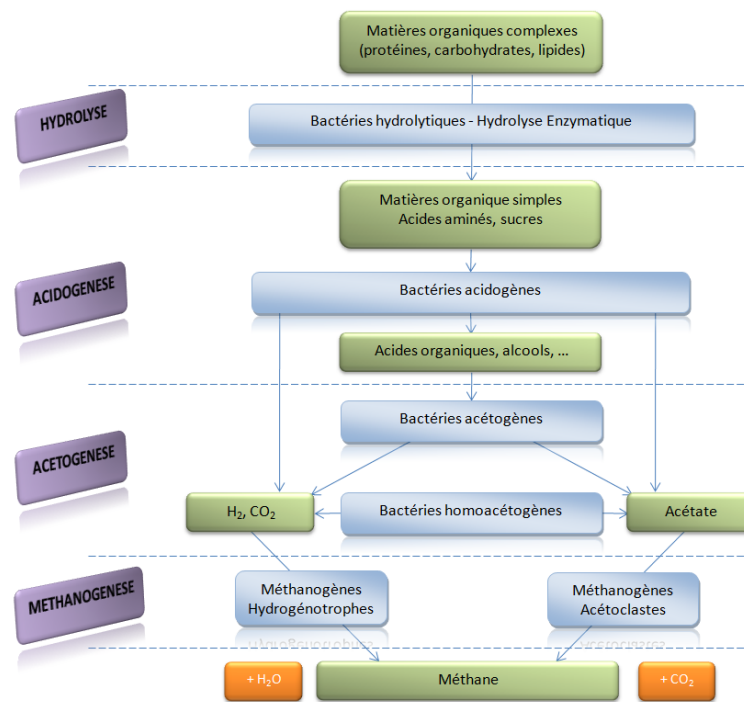 Matières organiques complexes
(protéines, carbohydrates, lipides)
HYDROLYSE
Bactéries hydrolytiques - Hydrolyse Enzymatique
Matières organique simples
Acides aminés, sucres
ACIDOGENESE
Bactéries acidogènes
Acides organiques, alcools, ...
ACETOGENESE
Bactéries acétogènes
H₂, CO₂
Bactéries homoacétogènes
Acétate
METHANOGENESE
Méthanogènes
Hydrogénotrophes
Méthanogènes
Acétoclastes
+ H₂O
Méthane
+ CO₂